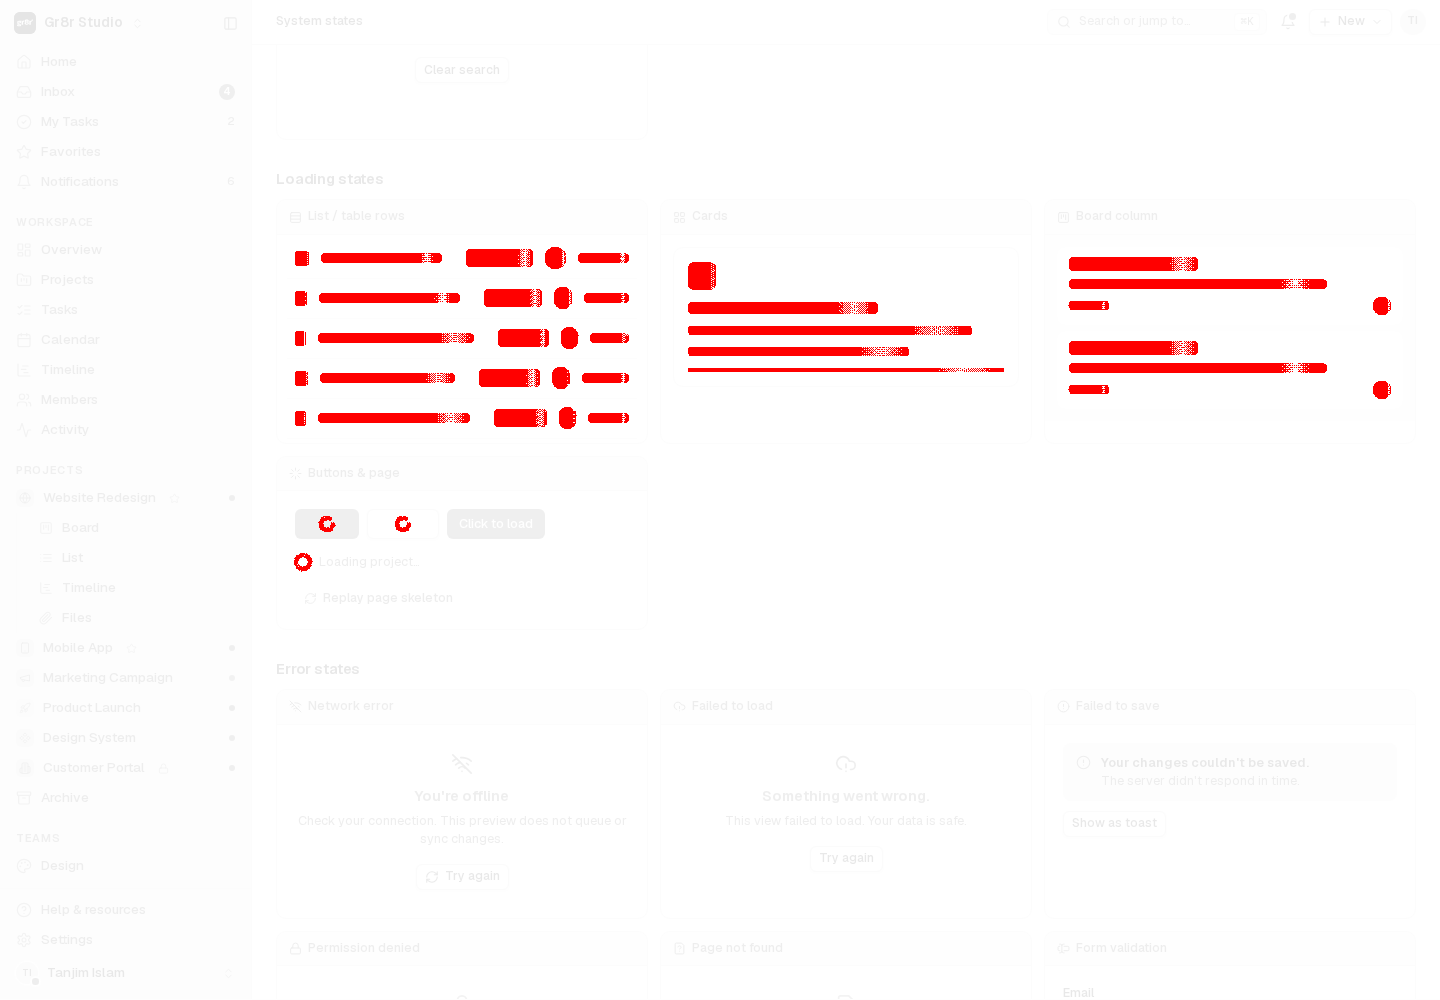 gr8r
Gr8r Studio
Home
Inbox
4
My Tasks
2
Favorites
Notifications
6
WORKSPACE
Overview
Projects
Tasks
Calendar
Timeline
Members
Activity
PROJECTS
Website Redesign
Board
List
Timeline
Files
Mobile App
Marketing Campaign
Product Launch
Design System
Customer Portal
Archive
TEAMS
Design
Help & resources
Settings
TI
Tanjim Islam
System states
Search or jump to...
⌘K
New
TI
Clear search
Loading states
List / table rows
Cards
Board column
Buttons & page
Click to load
Loading project...
Replay page skeleton
Error states
Network error
You're offline
Check your connection. This preview does not queue or
sync changes.
Try again
Failed to load
Something went wrong.
This view failed to load. Your data is safe.
Try again
Failed to save
Your changes couldn't be saved.
The server didn't respond in time.
Show as toast
Permission denied
Page not found
Form validation
Email